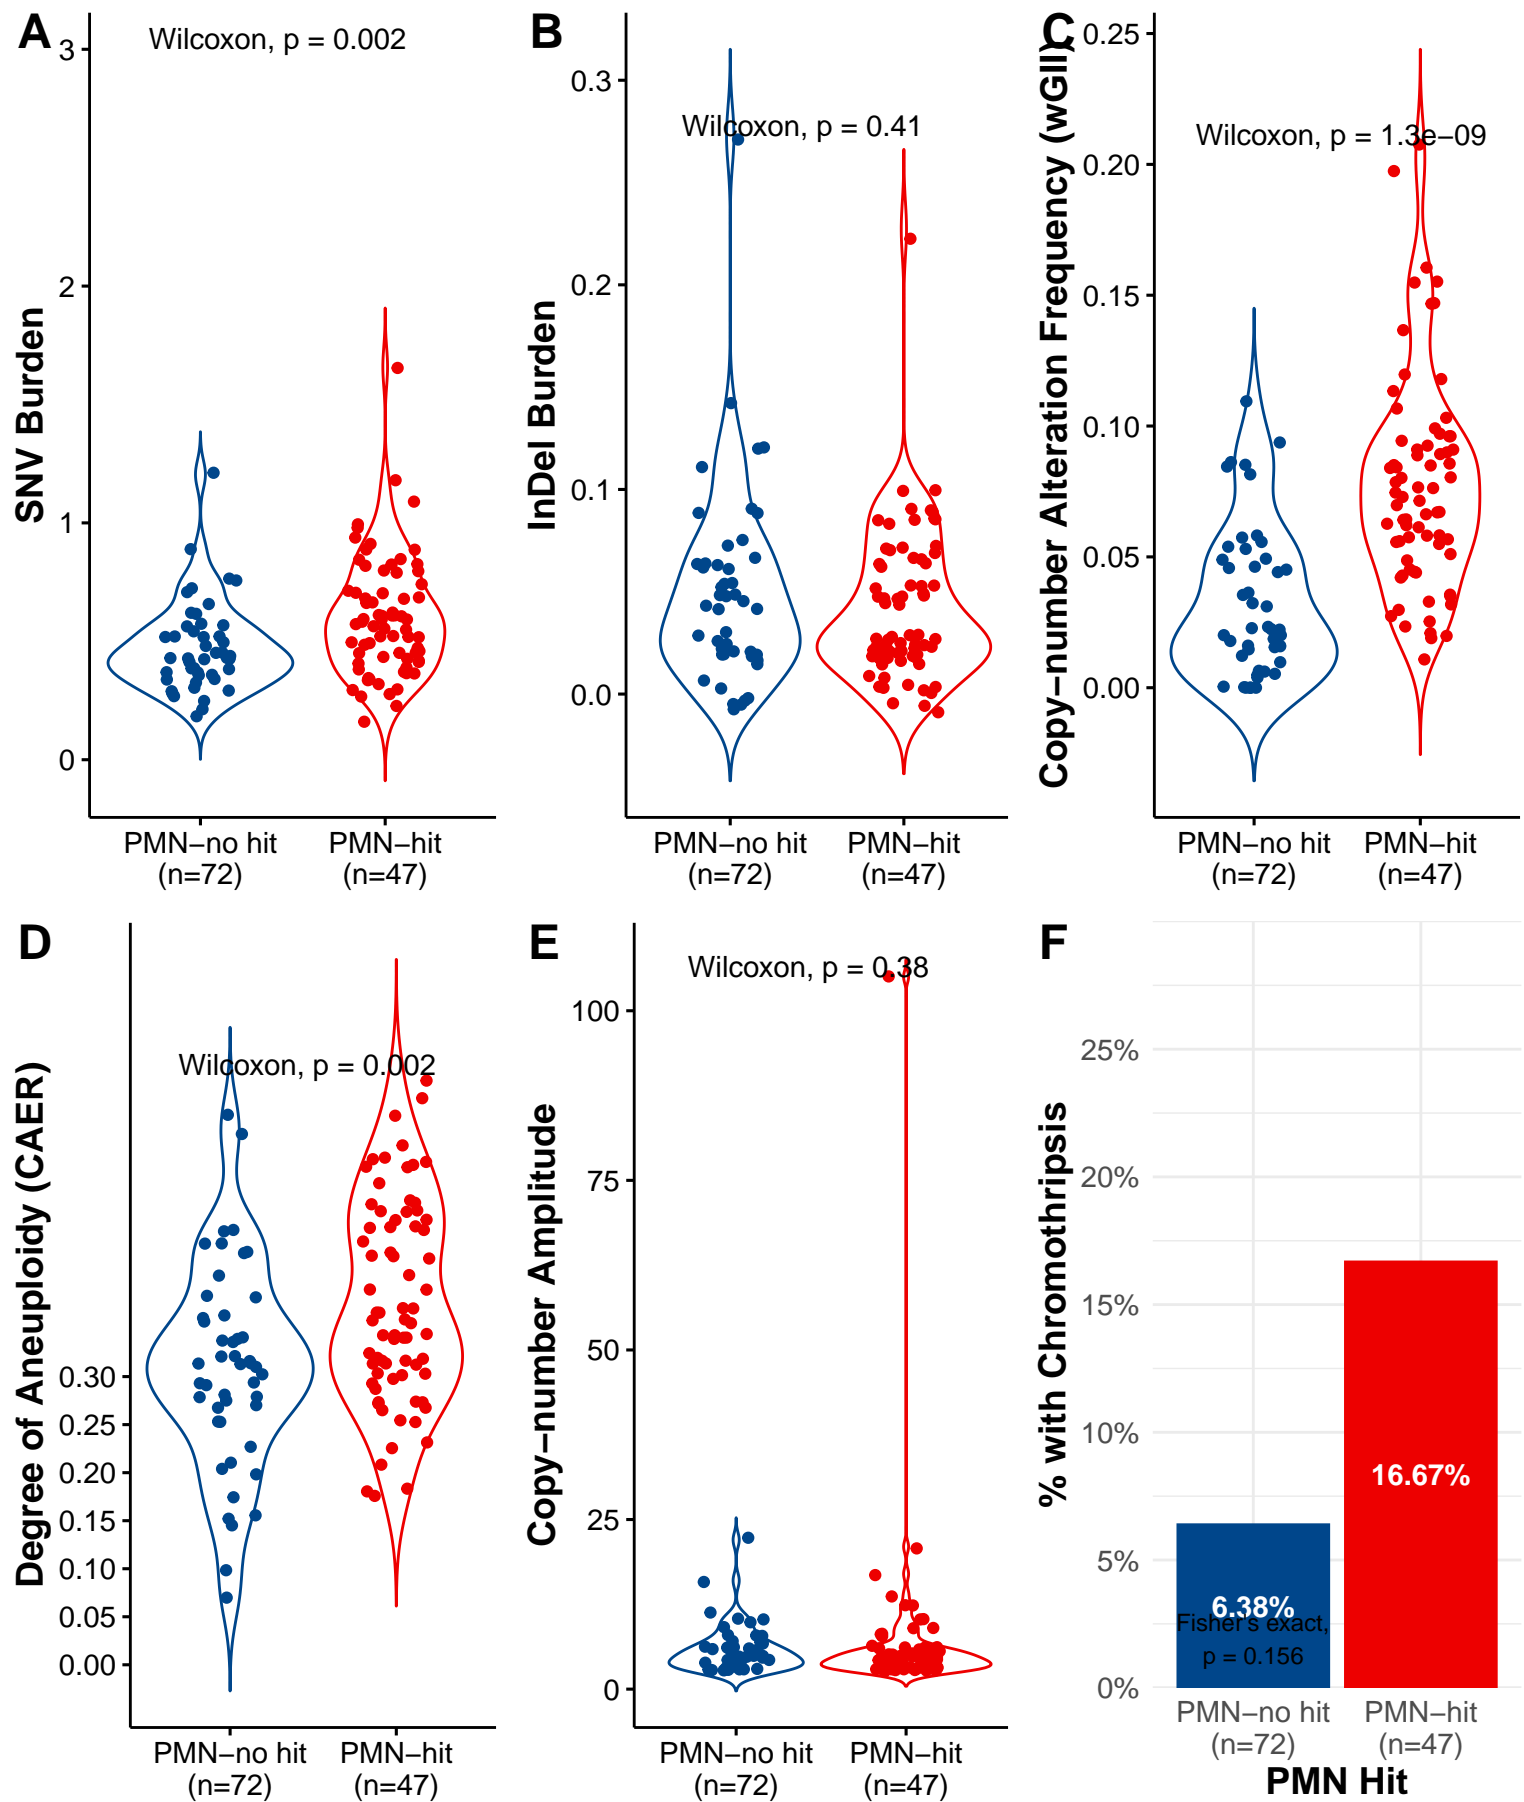 A
Wilcoxon, p = 0.002
SNV Burden
3
2
1
0
PMN−no hit
(n=72)
PMN−hit
(n=47)
B
Wilcoxon, p = 0.41
InDel Burden
0.3
0.2
0.1
0.0
PMN−no hit
(n=72)
PMN−hit
(n=47)
C
Wilcoxon, p = 1.3e−09
Copy−number Alteration Frequency (wGII)
0.25
0.20
0.15
0.10
0.05
0.00
PMN−no hit
(n=72)
PMN−hit
(n=47)
D
Wilcoxon, p = 0.002
Degree of Aneuploidy (CAER)
0.30
0.25
0.20
0.15
0.10
0.05
0.00
PMN−no hit
(n=72)
PMN−hit
(n=47)
E
Wilcoxon, p = 0.38
Copy−number Amplitude
100
75
50
25
0
PMN−no hit
(n=72)
PMN−hit
(n=47)
F
% with Chromothripsis
25%
20%
15%
10%
5%
0%
16.67%
6.38%
Fisher's exact,
p = 0.156
PMN−no hit
(n=72)
PMN−hit
(n=47)
PMN Hit